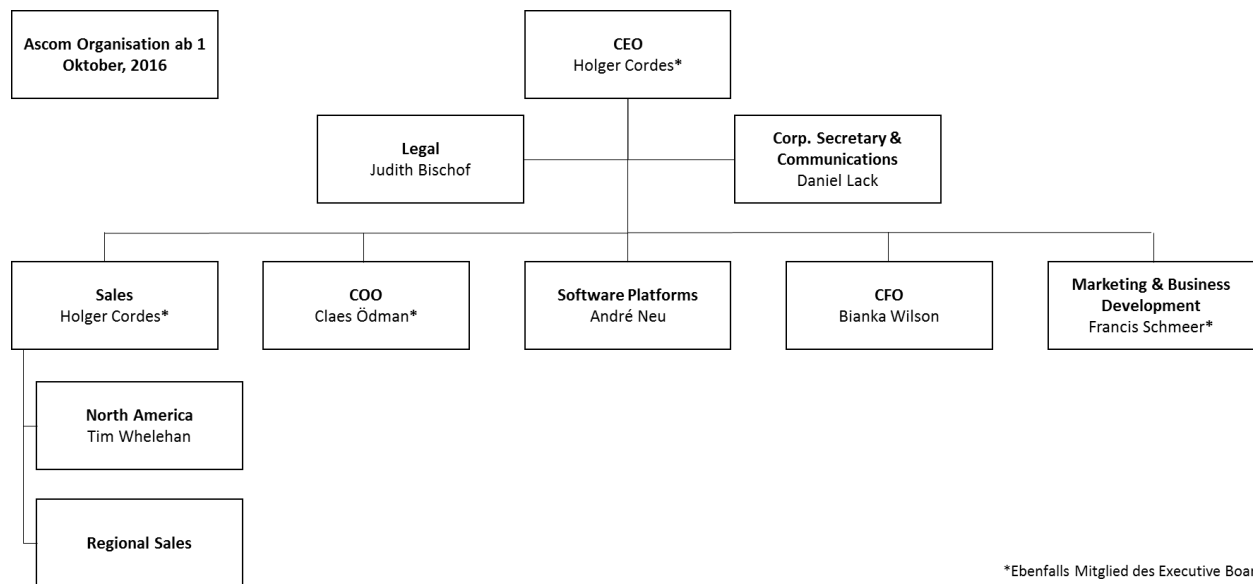 Ascom Organisation ab 1
Oktober, 2016
CEO
Holger Cordes*
Legal
Judith Bischof
Corp. Secretary &
Communications
Daniel Lack
Sales
Holger Cordes*
COO
Claes Ödman*
Software Platforms
André Neu
CFO
Bianka Wilson
Marketing & Business
Development
Francis Schmeer*
North America
Tim Whelehan
Regional Sales
*Ebenfalls Mitglied des Executive Boar